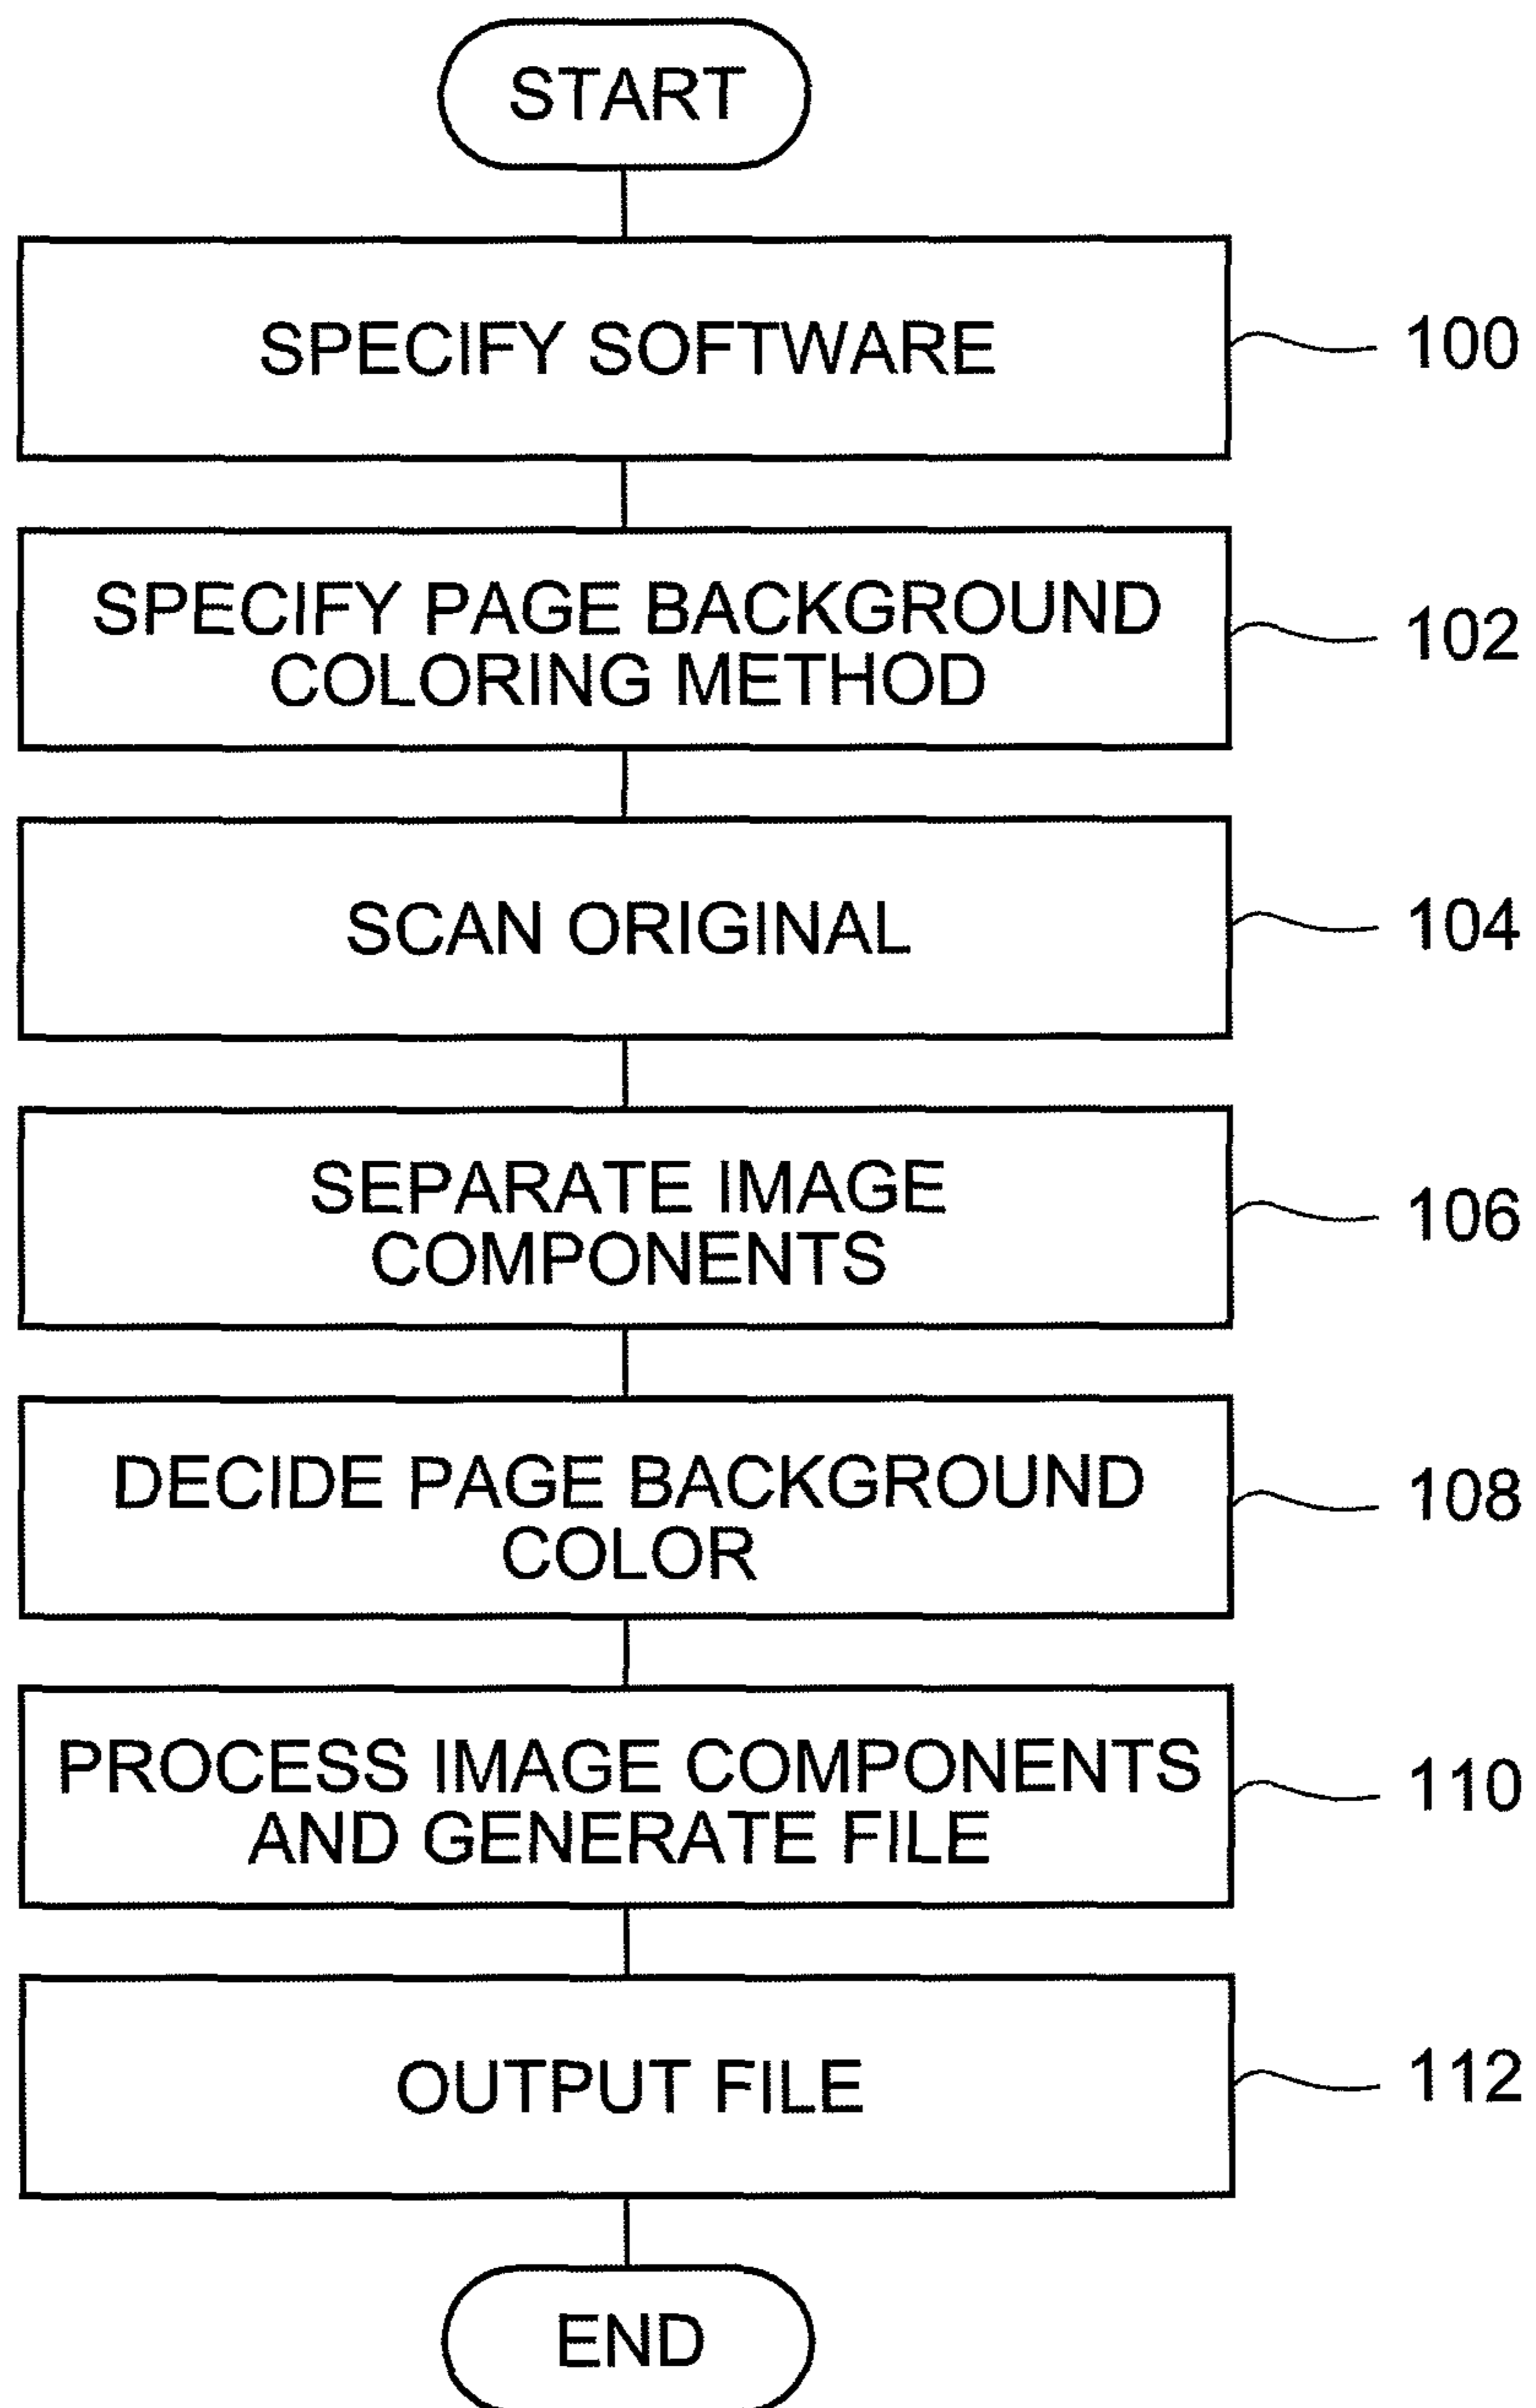 START
SPECIFY SOFTWARE
100
SPECIFY PAGE BACKGROUND
COLORING METHOD
102
SCAN ORIGINAL
104
SEPARATE IMAGE
COMPONENTS
106
DECIDE PAGE BACKGROUND
COLOR
108
PROCESS IMAGE COMPONENTS
AND GENERATE FILE
110
OUTPUT FILE
112
END